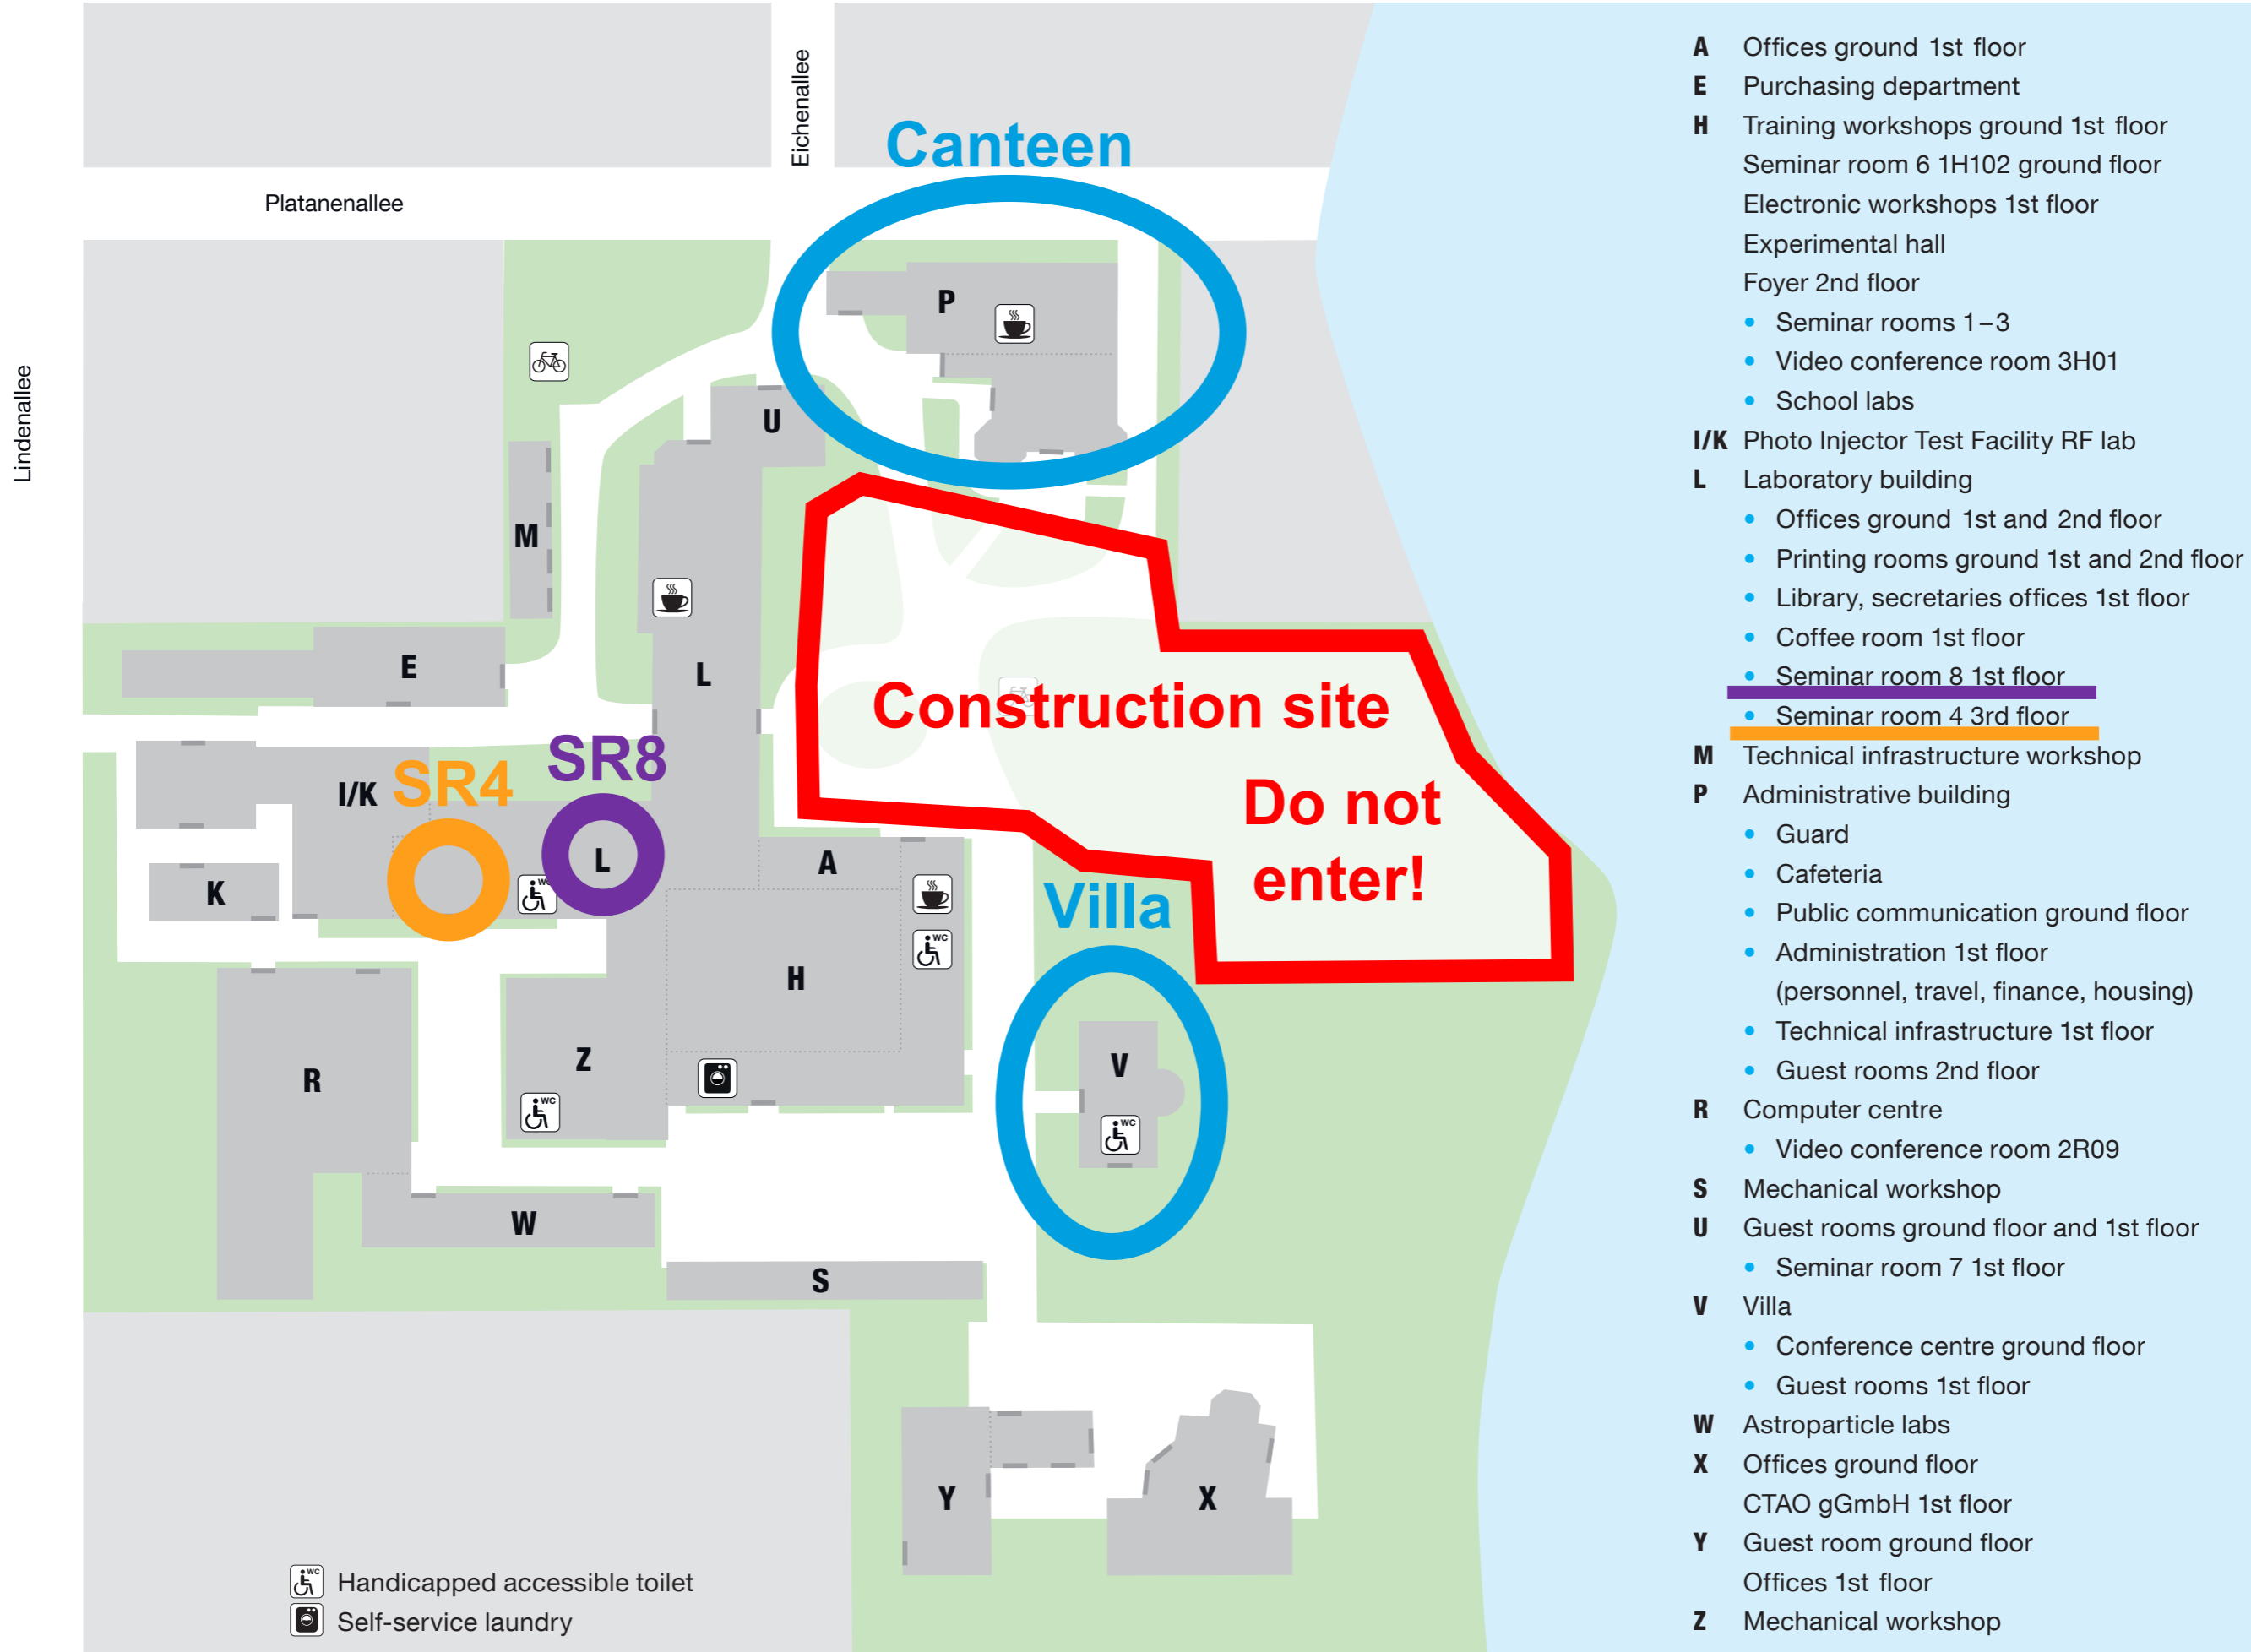 Eichenallee
Canteen
Platanenallee
Lindenallee
P
U
M
E
L
Construction site
Do not
enter!
SR8
SR4
I/K
L
A
K
WC
Villa
WC
H
V
Z
R
WC
WC
W
S
Y
X
WC
Handicapped accessible toilet
Self-service laundry
A Offices ground 1st floor
E Purchasing department
H Training workshops ground 1st floor
Seminar room 6 1H102 ground floor
Electronic workshops 1st floor
Experimental hall
Foyer 2nd floor
• Seminar rooms 1–3
• Video conference room 3H01
• School labs
I/K Photo Injector Test Facility RF lab
L Laboratory building
• Offices ground 1st and 2nd floor
• Printing rooms ground 1st and 2nd floor
• Library, secretaries offices 1st floor
• Coffee room 1st floor
• Seminar room 8 1st floor
• Seminar room 4 3rd floor
M Technical infrastructure workshop
P Administrative building
• Guard
• Cafeteria
• Public communication ground floor
• Administration 1st floor
(personnel, travel, finance, housing)
• Technical infrastructure 1st floor
• Guest rooms 2nd floor
R Computer centre
• Video conference room 2R09
S Mechanical workshop
U Guest rooms ground floor and 1st floor
• Seminar room 7 1st floor
V Villa
• Conference centre ground floor
• Guest rooms 1st floor
W Astroparticle labs
X Offices ground floor
CTAO gGmbH 1st floor
Y Guest room ground floor
Offices 1st floor
Z Mechanical workshop